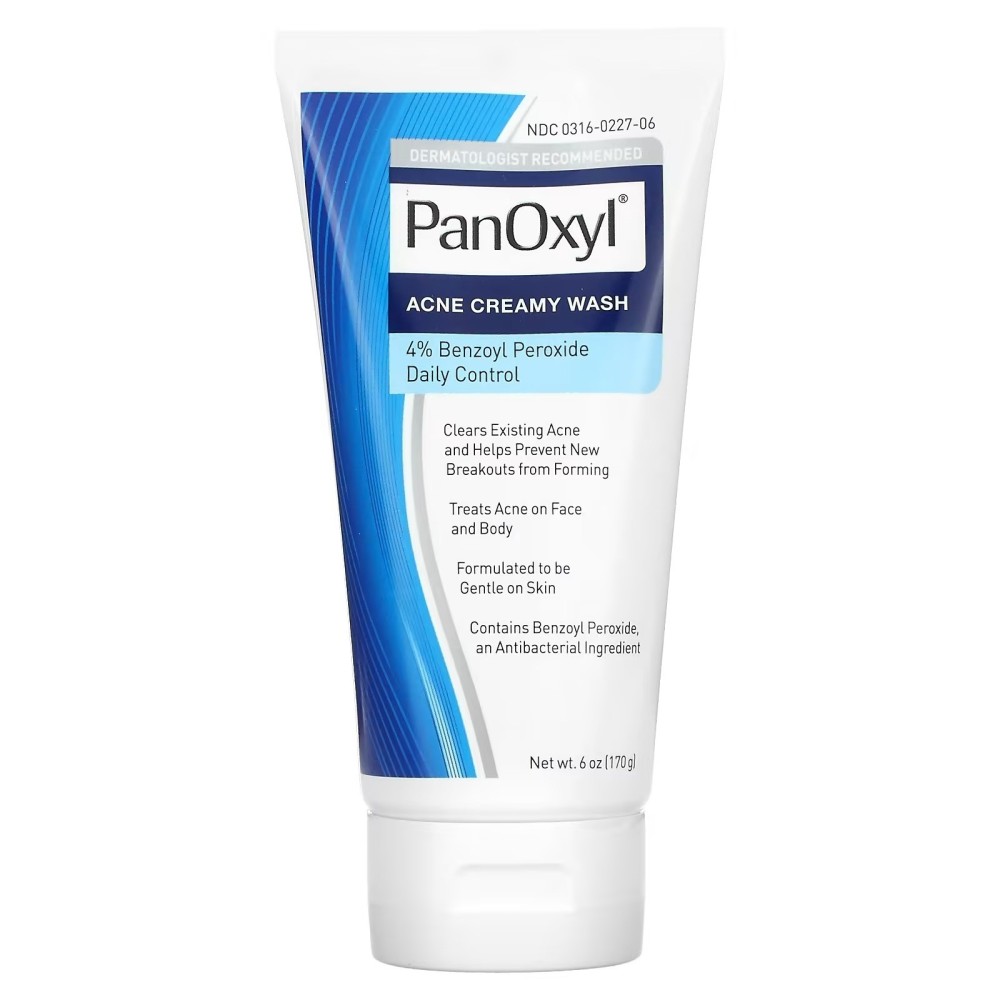 NDC 0316-0227-06
DERMATOLOGIST RECOMMENDED
PanOxyl®
ACNE CREAMY WASH
4% Benzoyl Peroxide
Daily Control
Clears Existing Acne
and Helps Prevent New
Breakouts from Forming
Treats Acne on Face
and Body
Formulated to be
Gentle on Skin
Contains Benzoyl Peroxide,
an Antibacterial Ingredient
Net wt. 6 oz (170g)